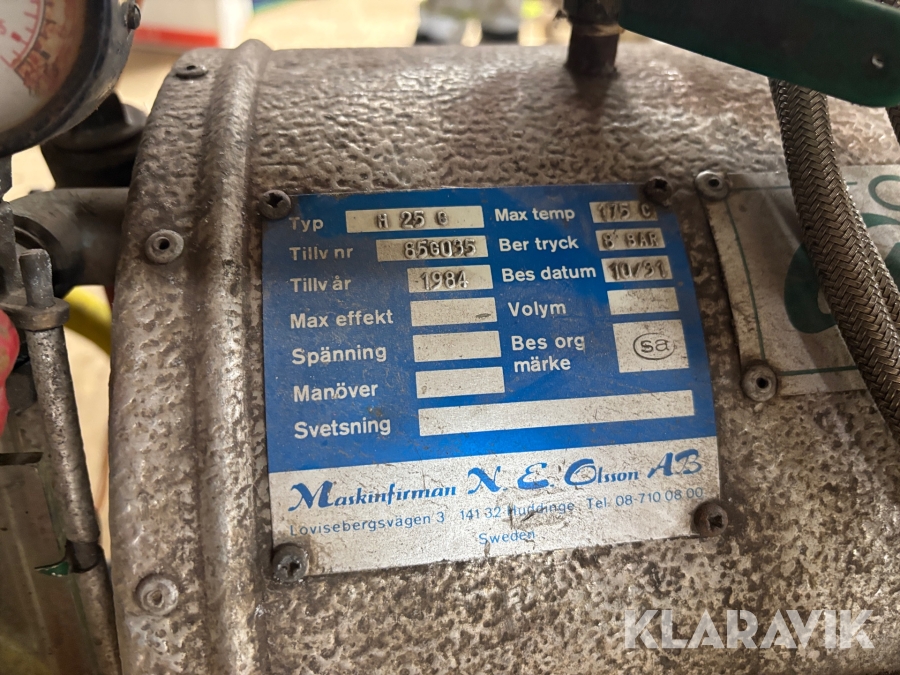 Typ H 25 G
Tillv nr 85G035
Tillv år 1984
Max effekt
Spänning
Manöver
Svetsning
Max temp 175 C
Ber tryck 8 BAR
Bes datum 10/31
Volym
Bes org
märke
sa
Maskinfirman N E Olsson AB
Lovisebergsvägen 3 141 32 Huddinge Tel. 08-710 08 00
Sweden
KLARAVIK